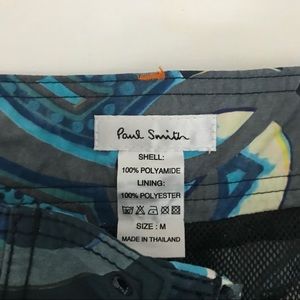 Paul Smith
SHELL:
100% POLYAMIDE
LINING:
100% POLYESTER
SIZE : M
MADE IN THAILAND